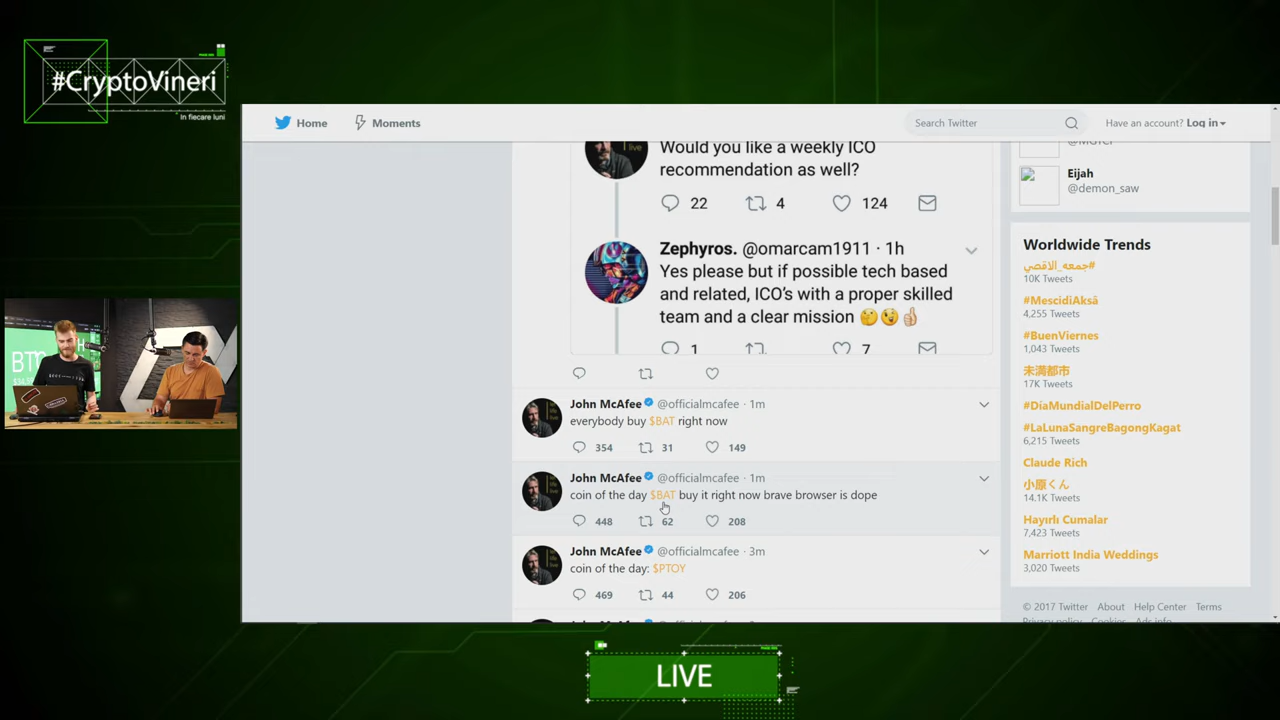 #CryptoVineri
In fiecare luni
Home
Moments
Search Twitter
Have an account? Log in
Would you like a weekly ICO
recommendation as well?
22 4 124
Zephyros. @omarcam1911 · 1h
Yes please but if possible tech based
and related, ICO's with a proper skilled
team and a clear mission 🤔😲👍
1 7
John McAfee @officialmcafee · 1m
everybody buy $BAT right now
354 31 149
John McAfee @officialmcafee · 1m
coin of the day $BAT buy it right now brave browser is dope
448 62 208
John McAfee @officialmcafee · 3m
coin of the day: $PTOY
469 44 206
Eijah
@demon_saw
Worldwide Trends
#جمعه_الاقصي
10K Tweets
#MescidiAksâ
4,255 Tweets
#BuenViernes
1,043 Tweets
未満都市
17K Tweets
#DíaMundialDelPerro
#LaLunaSangreBagongKagat
6,215 Tweets
Claude Rich
小原くん
14.1K Tweets
Hayırlı Cumalar
7,423 Tweets
Marriott India Weddings
3,020 Tweets
© 2017 Twitter About Help Center Terms
Privacy policy Cookies Ads info
BT
LIVE